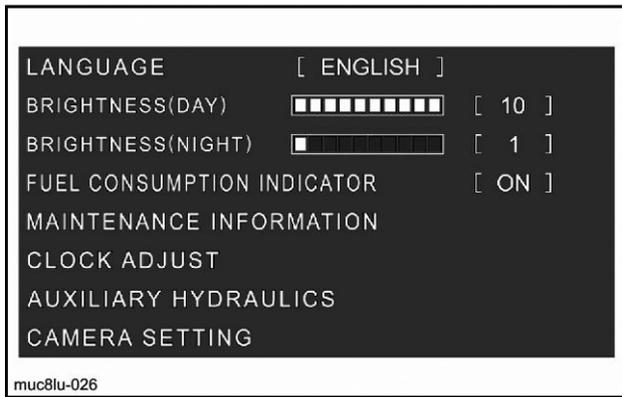 LANGUAGE [ ENGLISH ]
BRIGHTNESS(DAY) [ 10 ]
BRIGHTNESS(NIGHT) [ 1 ]
FUEL CONSUMPTION INDICATOR [ ON ]
MAINTENANCE INFORMATION
CLOCK ADJUST
AUXILIARY HYDRAULICS
CAMERA SETTING
muc8lu-026